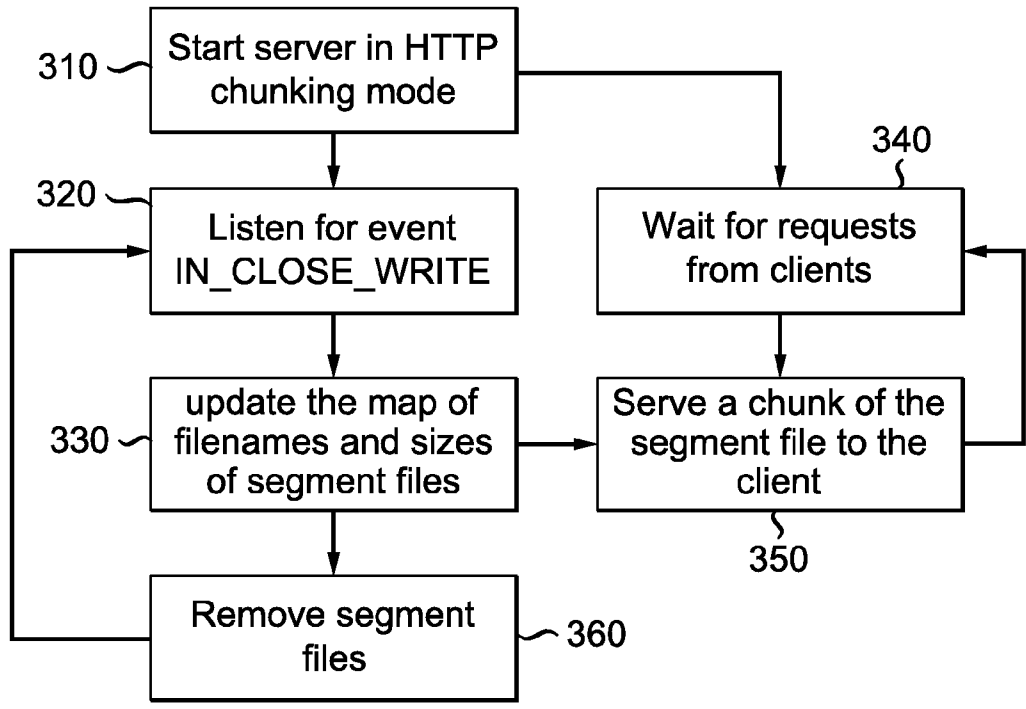 310
Start server in HTTP
chunking mode
320
Listen for event
IN_CLOSE_WRITE
340
Wait for requests
from clients
330
update the map of
filenames and sizes
of segment files
Serve a chunk of the
segment file to the
client
350
Remove segment
files
360